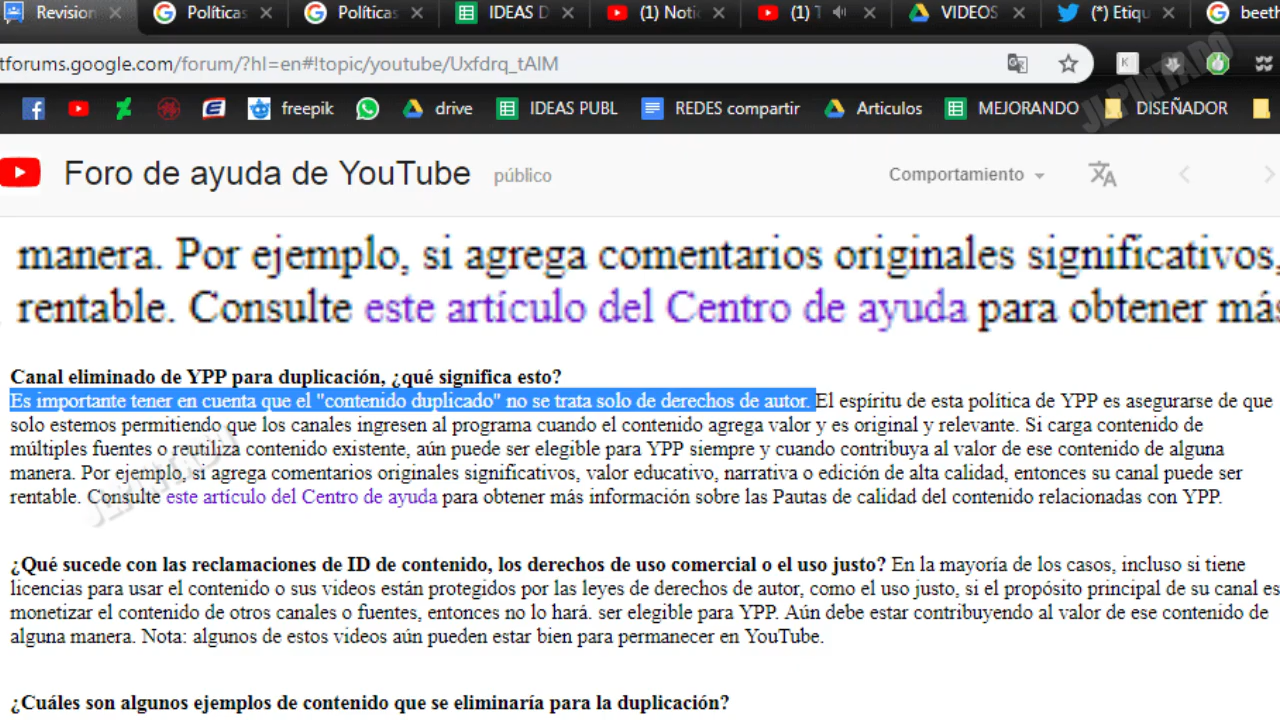 Revision
Políticas
Políticas
IDEAS D
(1) Notic
(1) T
VIDEOS
(*) Etiqu
beeth
tforums.google.com/forum/?hl=en#!topic/youtube/Uxfdrq_tAlM
K
freepik
drive
IDEAS PUBL
REDES compartir
Articulos
MEJORANDO
DISEÑADOR
JLPINTADO
Foro de ayuda de YouTube
público
Comportamiento
manera. Por ejemplo, si agrega comentarios originales significativos,
rentable. Consulte este artículo del Centro de ayuda para obtener más
Canal eliminado de YPP para duplicación, ¿qué significa esto?
Es importante tener en cuenta que el "contenido duplicado" no se trata solo de derechos de autor. El espíritu de esta política de YPP es asegurarse de que
solo estemos permitiendo que los canales ingresen al programa cuando el contenido agrega valor y es original y relevante. Si carga contenido de
múltiples fuentes o reutiliza contenido existente, aún puede ser elegible para YPP siempre y cuando contribuya al valor de ese contenido de alguna
manera. Por ejemplo, si agrega comentarios originales significativos, valor educativo, narrativa o edición de alta calidad, entonces su canal puede ser
rentable. Consulte este artículo del Centro de ayuda para obtener más información sobre las Pautas de calidad del contenido relacionadas con YPP.
JLPINTADO
¿Qué sucede con las reclamaciones de ID de contenido, los derechos de uso comercial o el uso justo? En la mayoría de los casos, incluso si tiene
licencias para usar el contenido o sus videos están protegidos por las leyes de derechos de autor, como el uso justo, si el propósito principal de su canal es
monetizar el contenido de otros canales o fuentes, entonces no lo hará. ser elegible para YPP. Aún debe estar contribuyendo al valor de ese contenido de
alguna manera. Nota: algunos de estos videos aún pueden estar bien para permanecer en YouTube.
¿Cuáles son algunos ejemplos de contenido que se eliminaría para la duplicación?